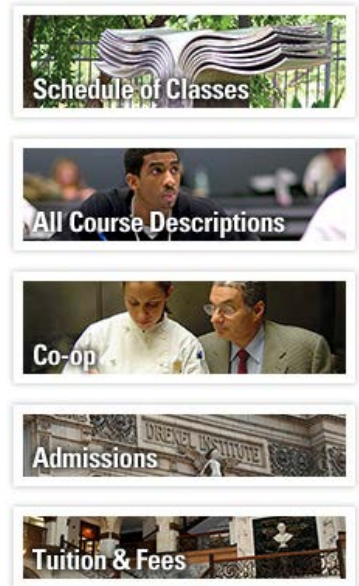 Schedule of Classes
All Course Descriptions
Co-op
DREXEL INSTITUTE
Admissions
Tuition & Fees